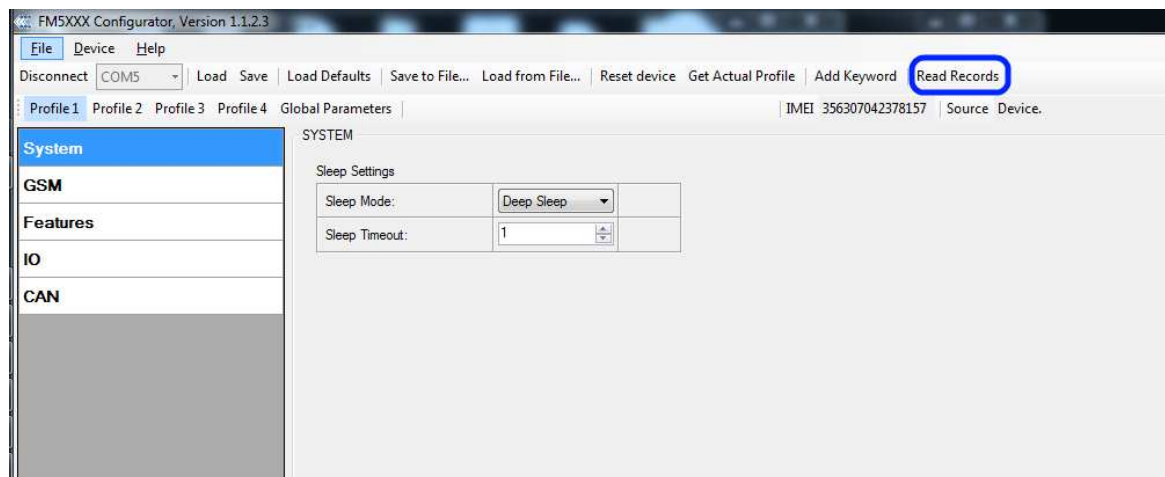 FM5XXX Configurator, Version 1.1.2.3
File Device Help
Disconnect COM5 Load Save Load Defaults Save to File... Load from File... Reset device Get Actual Profile Add Keyword Read Records
Profile 1 Profile 2 Profile 3 Profile 4 Global Parameters IMEI 356307042378157 Source Device.
System
GSM
Features
IO
CAN
SYSTEM
Sleep Settings
Sleep Mode: Deep Sleep
Sleep Timeout: 1